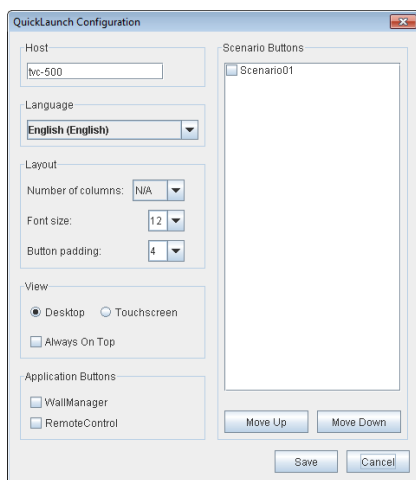 QuickLaunch Configuration
Host
tvc-500
Language
English (English)
Layout
Number of columns: N/A
Font size: 12
Button padding: 4
View
Desktop Touchscreen
Always On Top
Application Buttons
WallManager
RemoteControl
Scenario Buttons
Scenario01
Move Up Move Down
Save Cancel